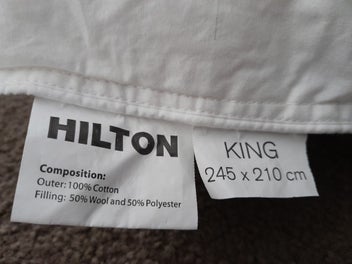 HILTON
Composition:
Outer: 100% Cotton
Filling: 50% Wool and 50% Polyester
KING
245 x 210 cm